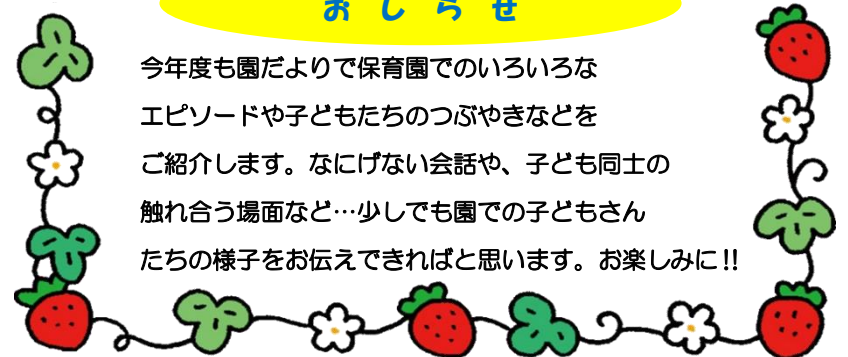 おしらせ
今年度も園だよりで保育園でのいろいろな
エピソードや子どもたちのつぶやきなどを
ご紹介します。なにげない会話や、子ども同士の
触れ合う場面など…少しでも園での子どもさん
たちの様子をお伝えできればと思います。お楽しみに!!